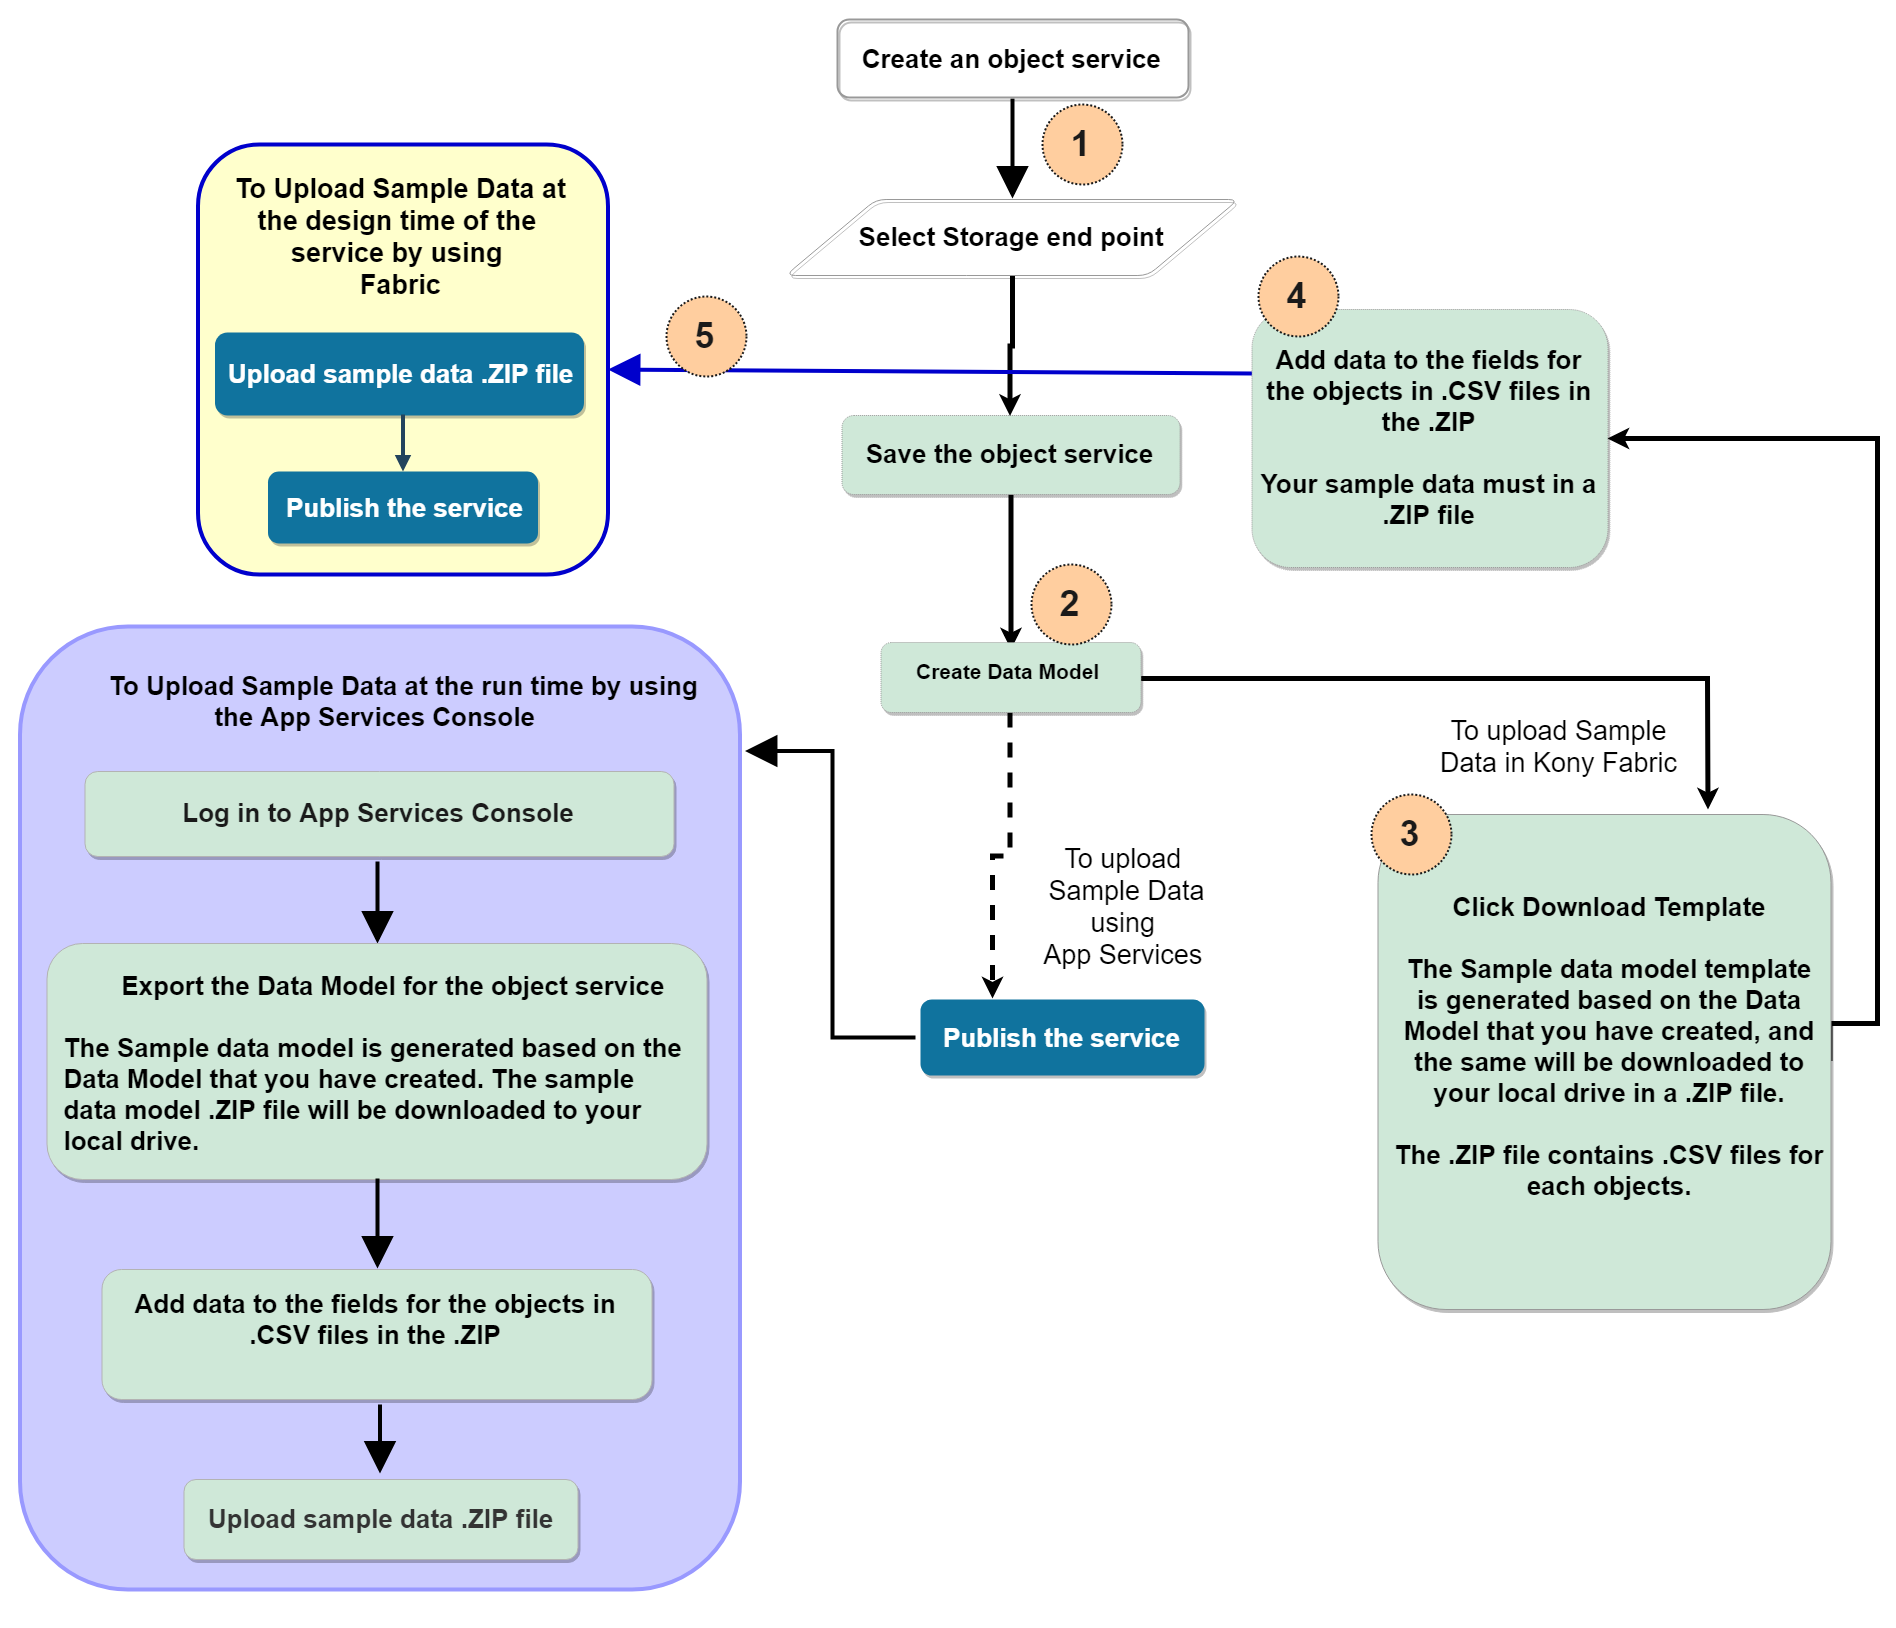 Create an object service
1
Select Storage end point
To Upload Sample Data at
the design time of the
service by using
Fabric
Upload sample data .ZIP file
Publish the service
5
4
Add data to the fields for
the objects in .CSV files in
the .ZIP
Your sample data must in a
.ZIP file
Save the object service
2
Create Data Model
To upload Sample
Data in Kony Fabric
To upload
Sample Data
using
App Services
Publish the service
3
Click Download Template
The Sample data model template
is generated based on the Data
Model that you have created, and
the same will be downloaded to
your local drive in a .ZIP file.
The .ZIP file contains .CSV files for
each objects.
To Upload Sample Data at the run time by using
the App Services Console
Log in to App Services Console
Export the Data Model for the object service
The Sample data model is generated based on the
Data Model that you have created. The sample
data model .ZIP file will be downloaded to your
local drive.
Add data to the fields for the objects in
.CSV files in the .ZIP
Upload sample data .ZIP file